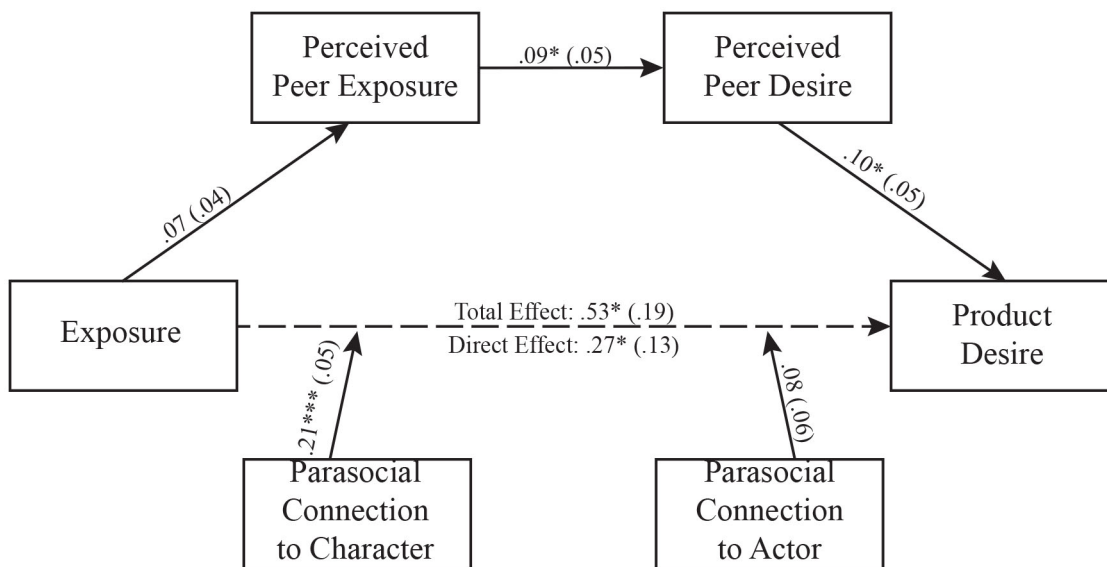 Perceived
Peer Exposure
.09* (.05)
Perceived
Peer Desire
.07 (.04)
.10* (.05)
Exposure
Total Effect: .53* (.19)
Direct Effect: .27* (.13)
Product
Desire
.21*** (.05)
.08 (.06)
Parasocial
Connection
to Character
Parasocial
Connection
to Actor